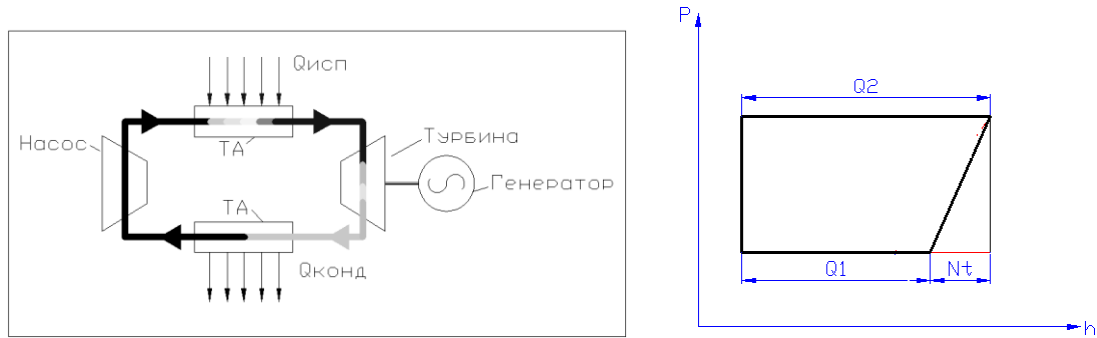 Qисп
Насос
ТА
Турбина
Генератор
ТА
Qконд
P
Q2
Q1
Nt
h